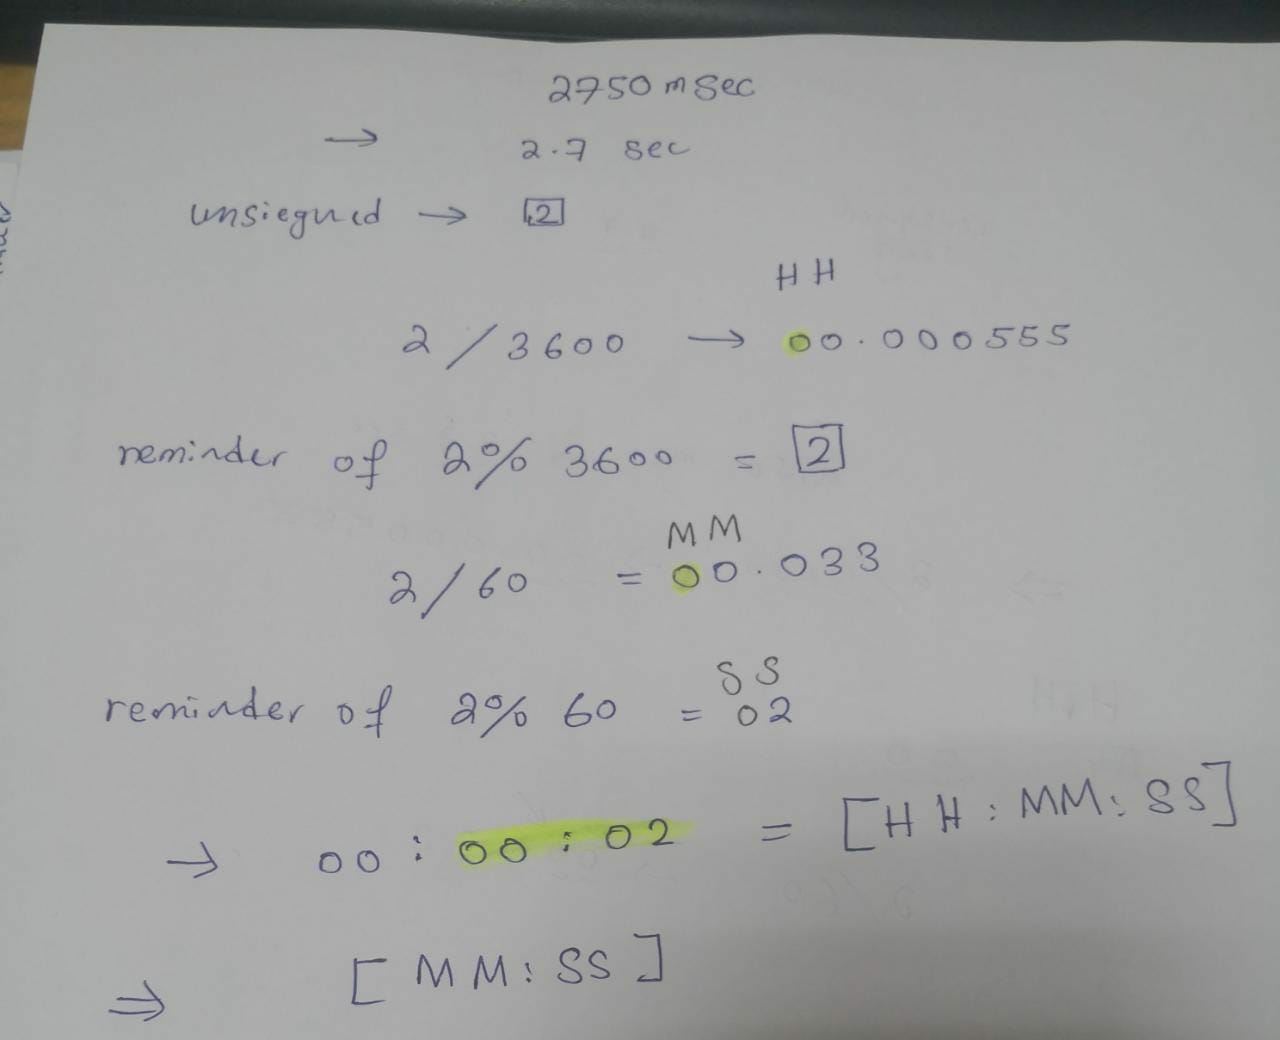 2750 m Sec
→ 2.7 sec
unsiegned → 2
HH
2 / 3600 → 00.000555
reminder of 2% 3600 = 2
MM
2/60 = 00.033
SS
reminder of 2% 60 = 02
→ 00 : 00 : 02 = [HH : MM : SS]
⇒ [MM : SS]